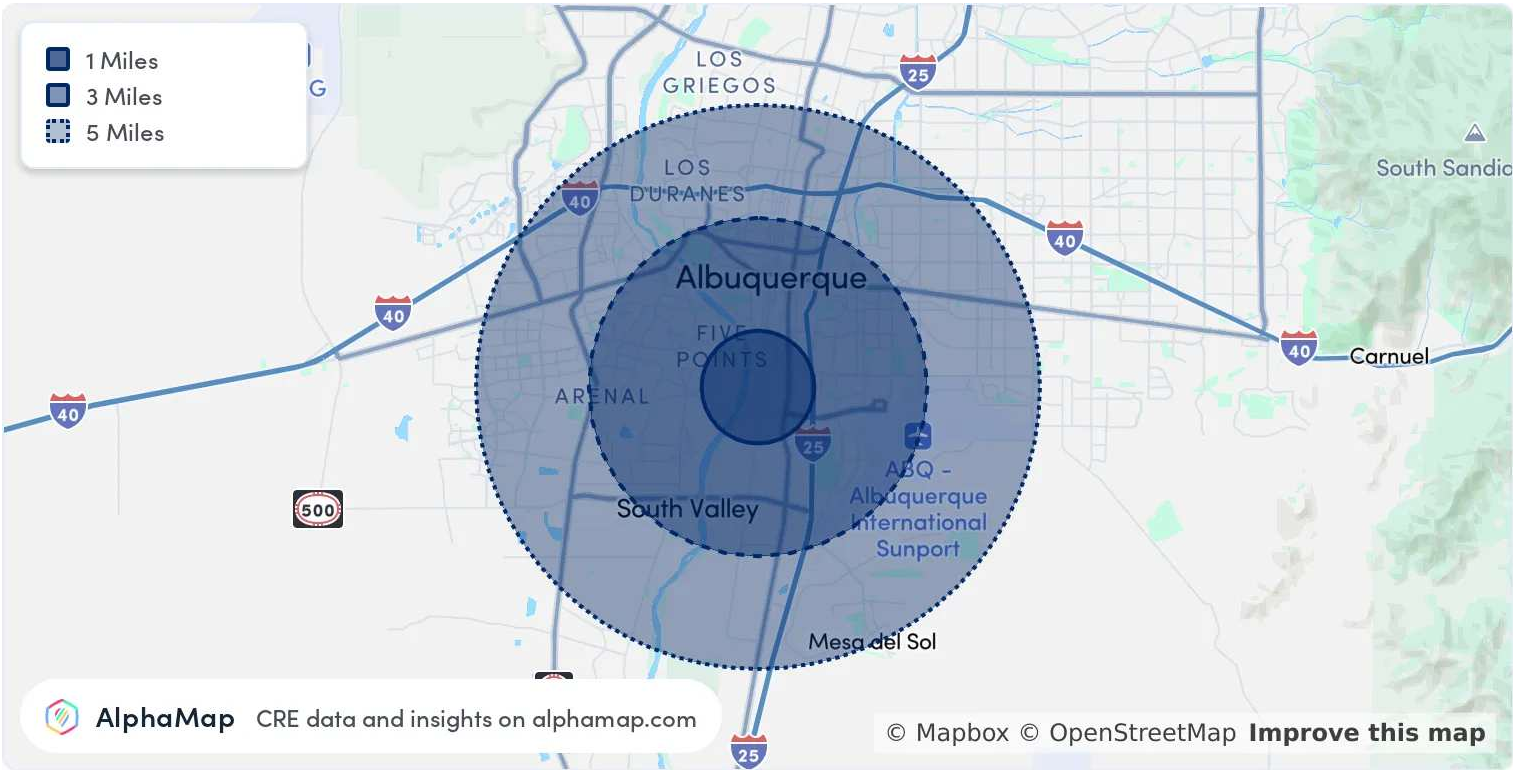 1 Miles
3 Miles
5 Miles
G
LOS
GRIEGOS
25
LOS
DURANES
South Sandia
40
40
Albuquerque
40
FIVE
POINTS
40
Carnuel
ARENAL
40
25
ABQ -
Albuquerque
International
Sunport
500
South Valley
Mesa del Sol
AlphaMap CRE data and insights on alphamap.com
© Mapbox © OpenStreetMap Improve this map
25